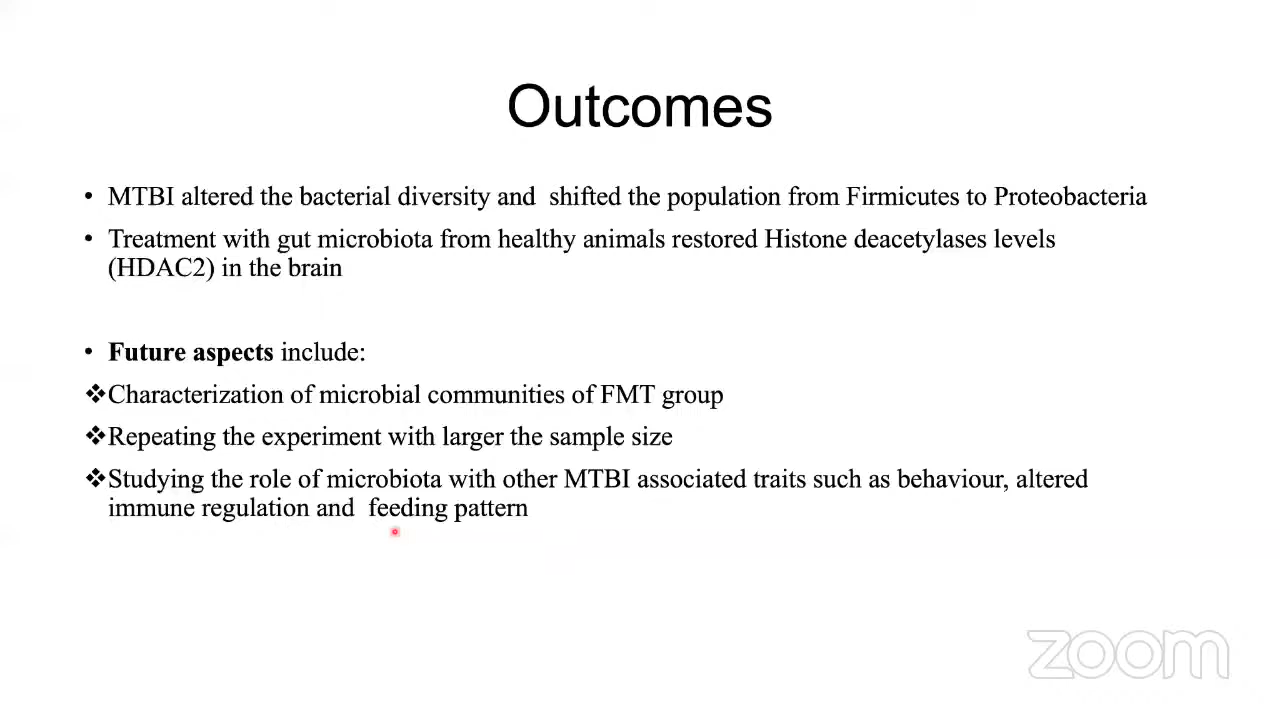 Outcomes
• MTBI altered the bacterial diversity and  shifted the population from Firmicutes to Proteobacteria
• Treatment with gut microbiota from healthy animals restored Histone deacetylases levels
(HDAC2) in the brain
• Future aspects include:
❖Characterization of microbial communities of FMT group
❖Repeating the experiment with larger the sample size
❖Studying the role of microbiota with other MTBI associated traits such as behaviour, altered
immune regulation and  feeding pattern
zoom